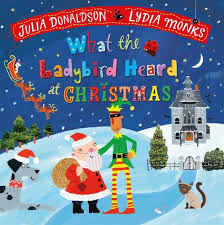 JULIA DONALDSON LYDIA MONKS
What the
Ladybird Heard
at CHRISTMAS